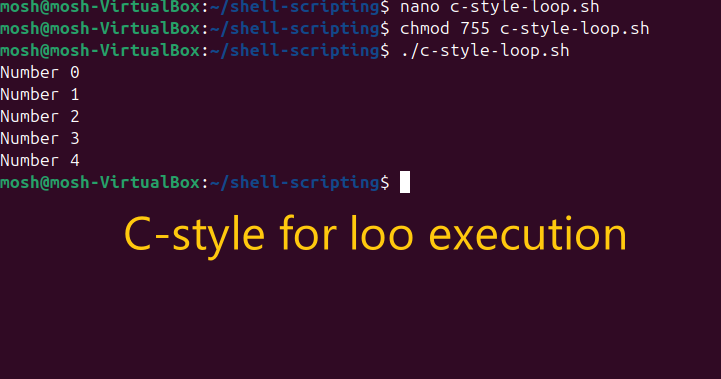 mosh@mosh-VirtualBox:~/shell-scripting$ nano c-style-loop.sh
mosh@mosh-VirtualBox:~/shell-scripting$ chmod 755 c-style-loop.sh
mosh@mosh-VirtualBox:~/shell-scripting$ ./c-style-loop.sh
Number 0
Number 1
Number 2
Number 3
Number 4
mosh@mosh-VirtualBox:~/shell-scripting$
C-style for loo execution